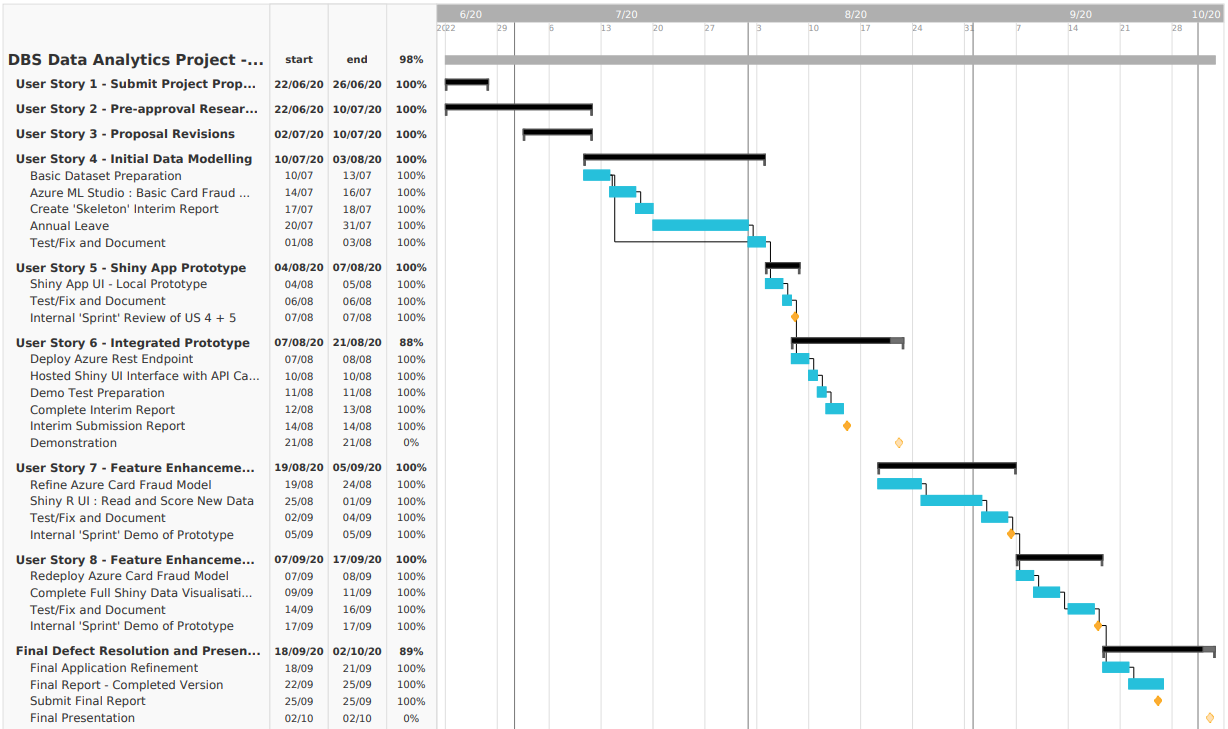 6/20 7/20 8/20 9/20 10/20
2022 29 6 13 20 27 3 10 17 24 31 7 14 21 28
DBS Data Analytics Project -... start end 98%
User Story 1 - Submit Project Prop... 22/06/20 26/06/20 100%
User Story 2 - Pre-approval Resear... 22/06/20 10/07/20 100%
User Story 3 - Proposal Revisions 02/07/20 10/07/20 100%
User Story 4 - Initial Data Modelling 10/07/20 03/08/20 100%
Basic Dataset Preparation 10/07 13/07 100%
Azure ML Studio : Basic Card Fraud ... 14/07 16/07 100%
Create 'Skeleton' Interim Report 17/07 18/07 100%
Annual Leave 20/07 31/07 100%
Test/Fix and Document 01/08 03/08 100%
User Story 5 - Shiny App Prototype 04/08/20 07/08/20 100%
Shiny App UI - Local Prototype 04/08 05/08 100%
Test/Fix and Document 06/08 06/08 100%
Internal 'Sprint' Review of US 4 + 5 07/08 07/08 100%
User Story 6 - Integrated Prototype 07/08/20 21/08/20 88%
Deploy Azure Rest Endpoint 07/08 08/08 100%
Hosted Shiny UI Interface with API Ca... 10/08 10/08 100%
Demo Test Preparation 11/08 11/08 100%
Complete Interim Report 12/08 13/08 100%
Interim Submission Report 14/08 14/08 100%
Demonstration 21/08 21/08 0%
User Story 7 - Feature Enhanceme... 19/08/20 05/09/20 100%
Refine Azure Card Fraud Model 19/08 24/08 100%
Shiny R UI : Read and Score New Data 25/08 01/09 100%
Test/Fix and Document 02/09 04/09 100%
Internal 'Sprint' Demo of Prototype 05/09 05/09 100%
User Story 8 - Feature Enhanceme... 07/09/20 17/09/20 100%
Redeploy Azure Card Fraud Model 07/09 08/09 100%
Complete Full Shiny Data Visualisati... 09/09 11/09 100%
Test/Fix and Document 14/09 16/09 100%
Internal 'Sprint' Demo of Prototype 17/09 17/09 100%
Final Defect Resolution and Presen... 18/09/20 02/10/20 89%
Final Application Refinement 18/09 21/09 100%
Final Report - Completed Version 22/09 25/09 100%
Submit Final Report 25/09 25/09 100%
Final Presentation 02/10 02/10 0%